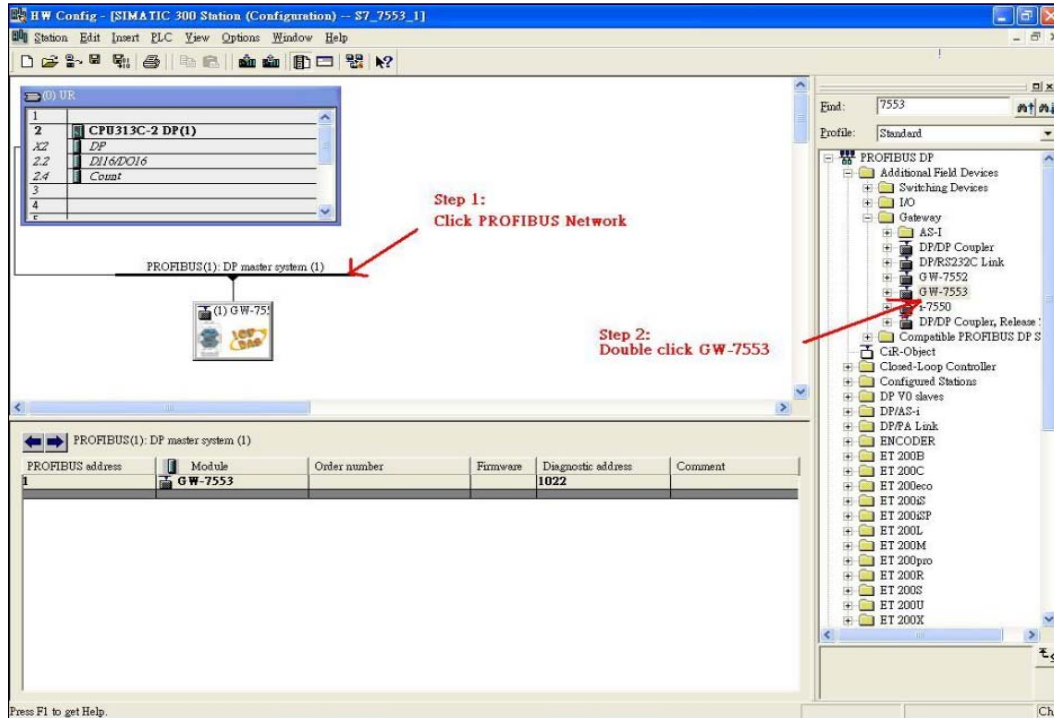 HW Config - [SIMATIC 300 Station (Configuration) -- S7_7553_1]
Station Edit Insert PLC View Options Window Help
(0) UR
1
2 CPU313C-2 DP(1)
X2 DP
2.2 DI16/DO16
2.4 Count
3
4
5
Step 1:
Click PROFIBUS Network
PROFIBUS(1): DP master system (1)
(1) GW-755
ICP
DAS
Step 2:
Double click GW-7553
Find: 7553
Profile: Standard
PROFIBUS DP
Additional Field Devices
Switching Devices
I/O
Gateway
AS-I
DP/DP Coupler
DP/RS232C Link
GW-7552
GW-7553
i-7550
DP/DP Coupler, Release
Compatible PROFIBUS DP S
CiR-Object
Closed-Loop Controller
Configured Stations
DP V0 slaves
DP/AS-i
DP/PA Link
ENCODER
ET 200B
ET 200C
ET 200eco
ET 200iS
ET 200iSP
ET 200L
ET 200M
ET 200pro
ET 200R
ET 200S
ET 200U
ET 200X
PROFIBUS(1): DP master system (1)
PROFIBUS address Module Order number Firmware Diagnostic address Comment
1 GW-7553 1022
Press F1 to get Help.
Ch